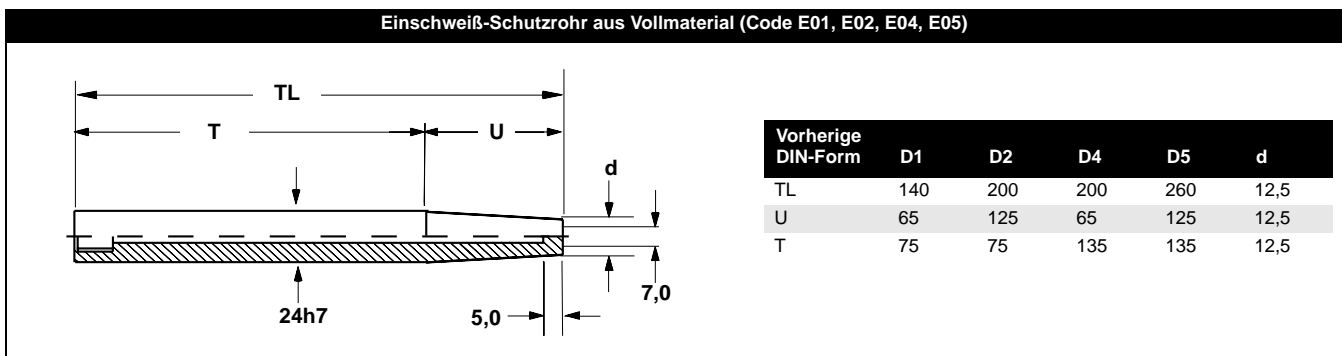 Einschweiß-Schutzrohr aus Vollmaterial (Code E01, E02, E04, E05)
TL
T U
d
7,0
24h7 5,0
Vorherige
DIN-Form D1 D2 D4 D5 d
TL 140 200 200 260 12,5
U 65 125 65 125 12,5
T 75 75 135 135 12,5